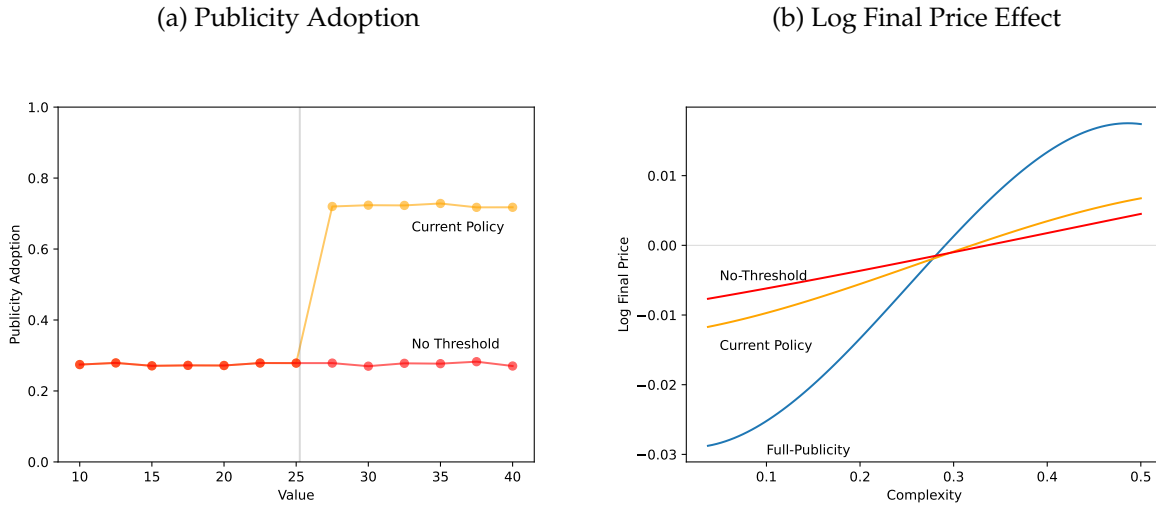 (a) Publicity Adoption
1.0
0.8
0.6
0.4
0.2
0.0
Publicity Adoption
Current Policy
No Threshold
10 15 20 25 30 35 40
Value
(b) Log Final Price Effect
0.01
0.00
−0.01
−0.02
−0.03
Log Final Price
No-Threshold
Current Policy
Full-Publicity
0.1 0.2 0.3 0.4 0.5
Complexity